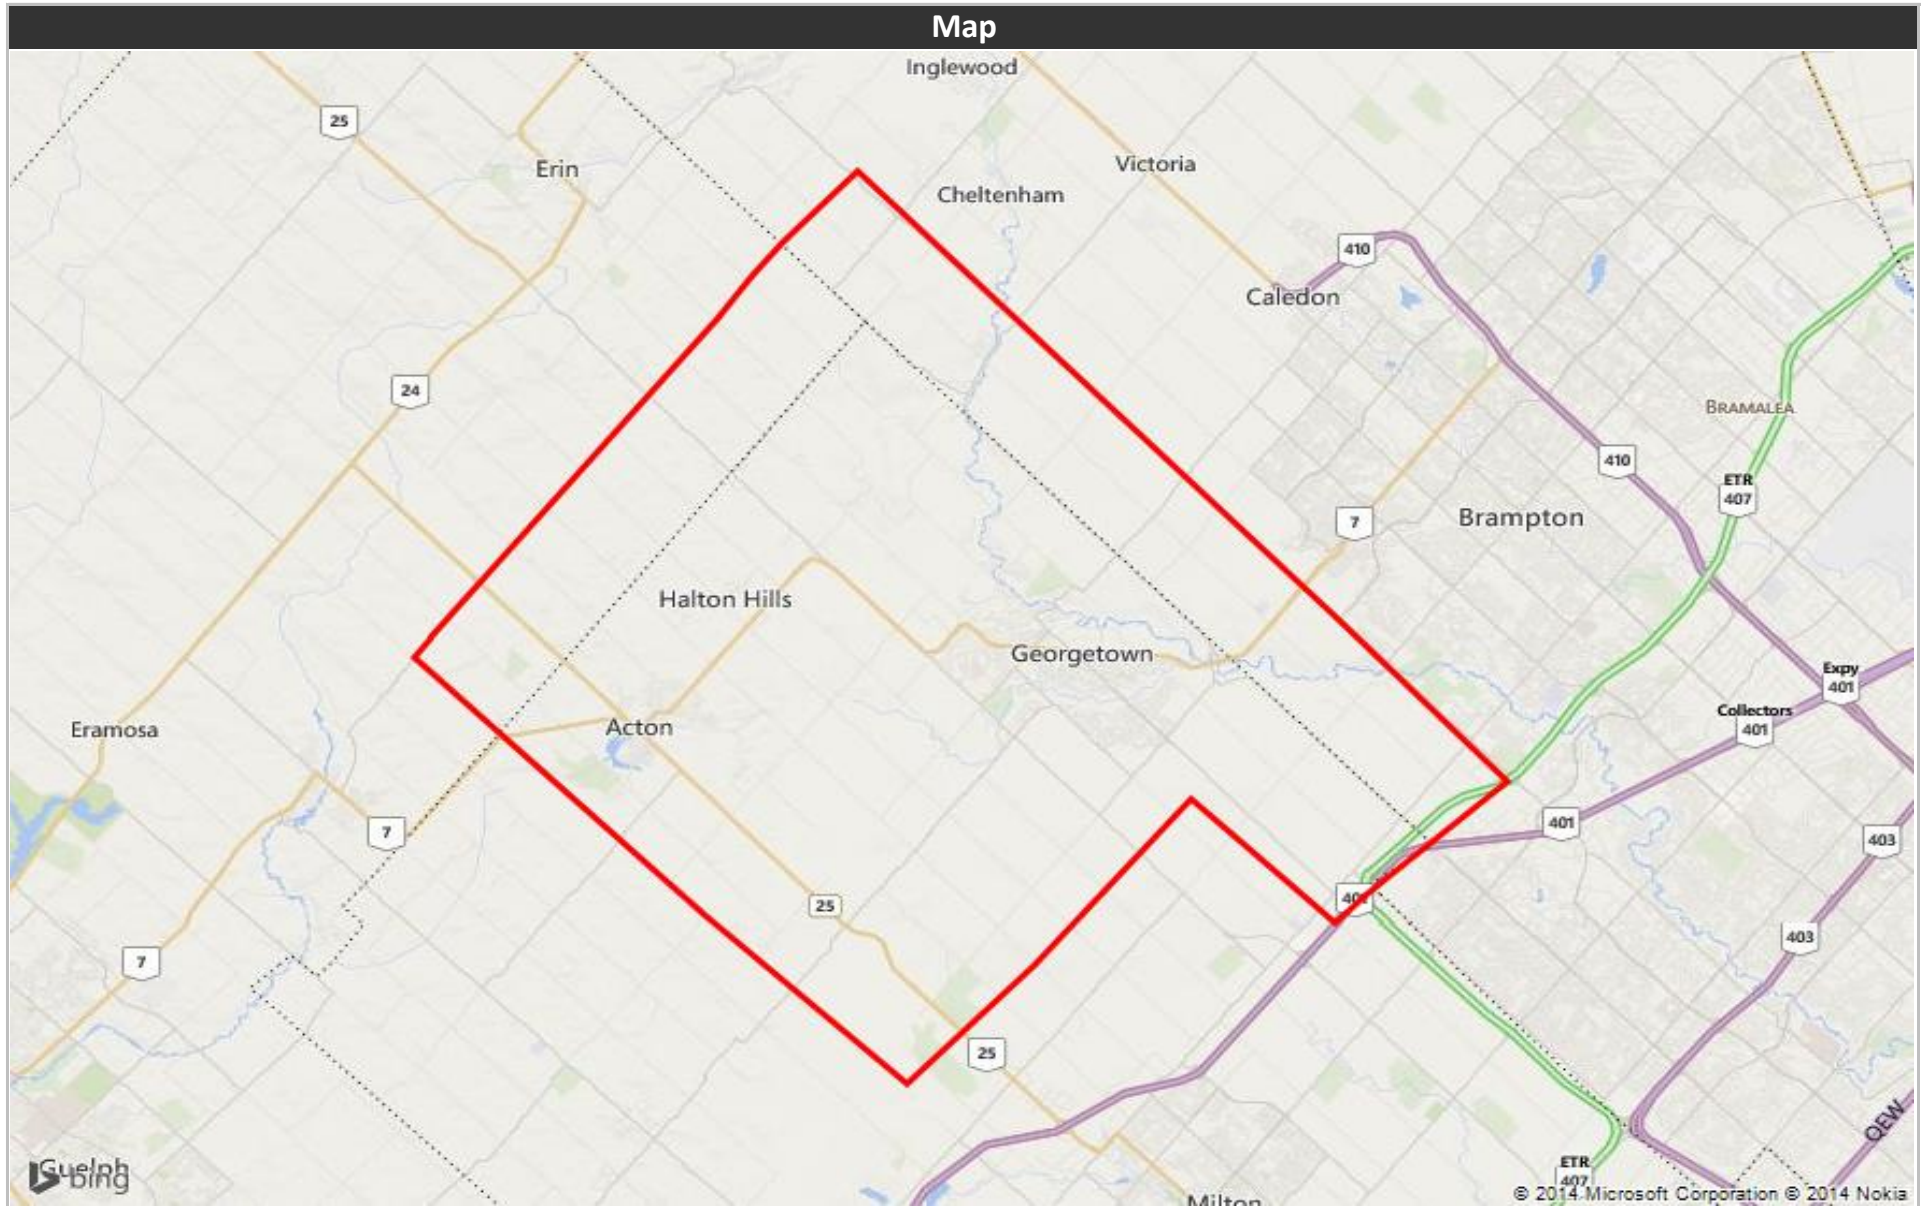 Map
Inglewood
25
Erin
Victoria
Cheltenham
410
Caledon
24
BRAMALEA
410
ETR
407
7
Brampton
Halton Hills
Georgetown
Expy
401
Collectors
401
Eramosa
Acton
7
401
403
25
401
403
7
25
QEW
Guelph
bing
ETR
407
Milton
© 2014 Microsoft Corporation © 2014 Nokia